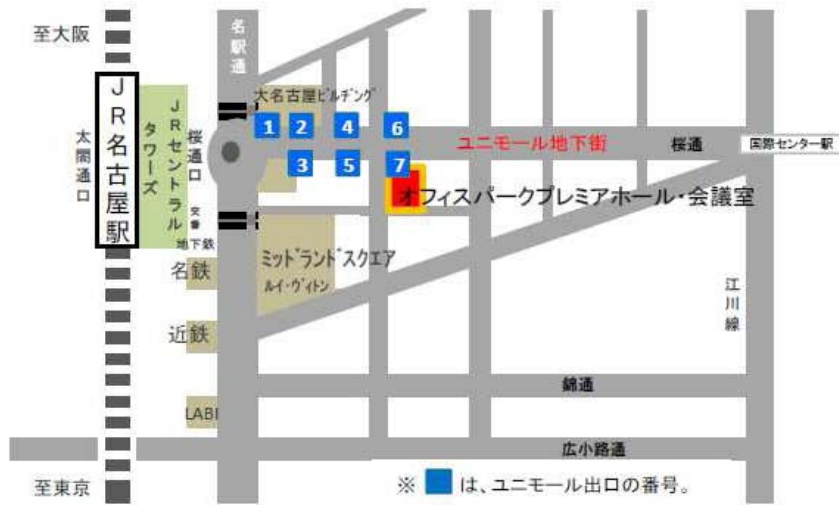 至大阪
名駅通
JR名古屋駅
太閤通口
JRセントラル
タワーズ
桜通口
交番
地下鉄
大名古屋ビルヂング
1
2
4
6
3
5
7
ユニモール地下街
桜通
国際センター駅
オフィスパークプレミアホール・会議室
ミッドランドスクエア
ルイ・ヴィトン
名鉄
近鉄
LABI
江川線
錦通
広小路通
至東京
※ は、ユニモール出口の番号。